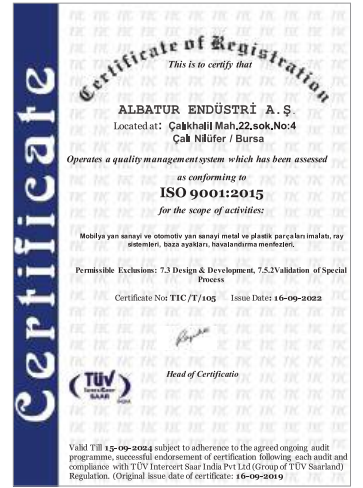 Certificate
Certificate of Registration
This is to certify that
ALBATUR ENDÜSTRİ A.Ş.
Located at: Çalıkhalil Mah,22,sok,No:4
Çalı Nilüfer / Bursa
Operates a quality management system which has been assessed
as conforming to
ISO 9001:2015
for the scope of activities:
Mobilya yan sanayi ve otomotiv yan sanayi metal ve plastik parçaları imalatı, ray
sistemleri, baza ayakları, havalandırma menfezleri.
Permissible Exclusions: 7.3 Design & Development, 7.5.2Validation of Special
Process
Certificate No: TIC/T/105 Issue Date: 16-09-2022
Head of Certificatio
TÜV
SAAR
Valid Till 15-09-2024 subject to adherence to the agreed ongoing audit
programme, successful endorsement of certification following each audit and
compliance with TÜV Intercert Saar India Pvt Ltd (Group of TÜV Saarland)
Regulation. (Original issue date of certificate: 16-09-2019